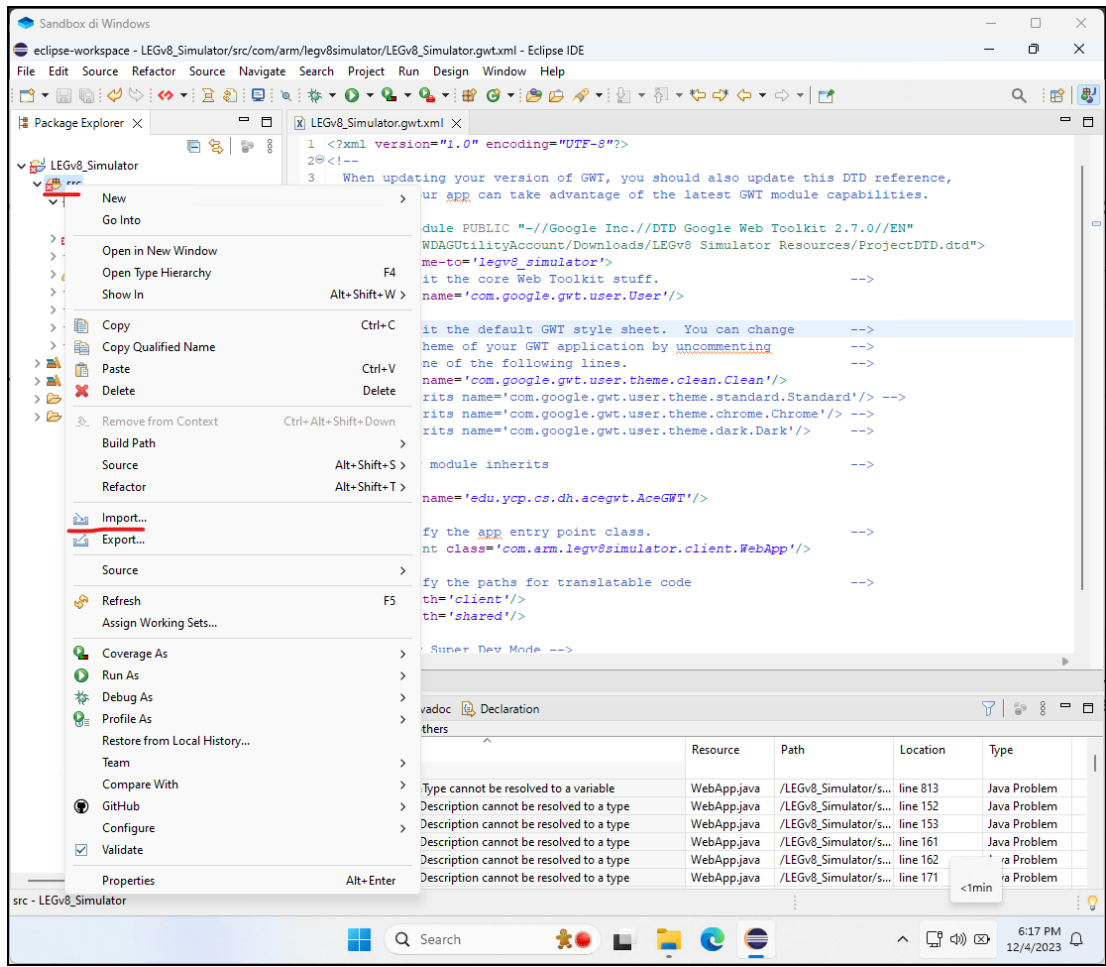 Sandbox di Windows
eclipse-workspace - LEGv8_Simulator/src/com/arm/legv8simulator/LEGv8_Simulator.gwt.xml - Eclipse IDE
File Edit Source Refactor Source Navigate Search Project Run Design Window Help
Package Explorer
LEGv8_Simulator.gwt.xml
LEGv8_Simulator
src
1 <?xml version="1.0" encoding="UTF-8"?>
2 <!--
3 When updating your version of GWT, you should also update this DTD reference,
ur app can take advantage of the latest GWT module capabilities.
dule PUBLIC "-//Google Inc.//DTD Google Web Toolkit 2.7.0//EN"
WDAGUtilityAccount/Downloads/LEGv8 Simulator Resources/ProjectDTD.dtd">
me-to='legv8_simulator'>
it the core Web Toolkit stuff. -->
name='com.google.gwt.user.User'/>
it the default GWT style sheet. You can change -->
heme of your GWT application by uncommenting -->
ne of the following lines. -->
name='com.google.gwt.user.theme.clean.Clean'/>
rits name='com.google.gwt.user.theme.standard.Standard'/> -->
rits name='com.google.gwt.user.theme.chrome.Chrome'/> -->
rits name='com.google.gwt.user.theme.dark.Dark'/> -->
module inherits -->
name='edu.ycp.cs.dh.acegwt.AceGWT'/>
fy the app entry point class. -->
nt class='com.arm.legv8simulator.client.WebApp'/>
fy the paths for translatable code -->
th='client'/>
th='shared'/>
Super Dev Mode -->
New
Go Into
Open in New Window
Open Type Hierarchy F4
Show In Alt+Shift+W >
Copy Ctrl+C
Copy Qualified Name
Paste Ctrl+V
Delete Delete
Remove from Context Ctrl+Alt+Shift+Down
Build Path
Source Alt+Shift+S >
Refactor Alt+Shift+T >
Import...
Export...
Source
Refresh F5
Assign Working Sets...
Coverage As
Run As
Debug As
Profile As
Restore from Local History...
Team
Compare With
GitHub
Configure
Validate
Properties Alt+Enter
vadoc Declaration
thers
Resource Path Location Type
Type cannot be resolved to a variable WebApp.java /LEGv8_Simulator/s... line 813 Java Problem
Description cannot be resolved to a type WebApp.java /LEGv8_Simulator/s... line 152 Java Problem
Description cannot be resolved to a type WebApp.java /LEGv8_Simulator/s... line 153 Java Problem
Description cannot be resolved to a type WebApp.java /LEGv8_Simulator/s... line 161 Java Problem
Description cannot be resolved to a type WebApp.java /LEGv8_Simulator/s... line 162 va Problem
Description cannot be resolved to a type WebApp.java /LEGv8_Simulator/s... line 171 va Problem
<1min
src - LEGv8_Simulator
Search
6:17 PM
12/4/2023